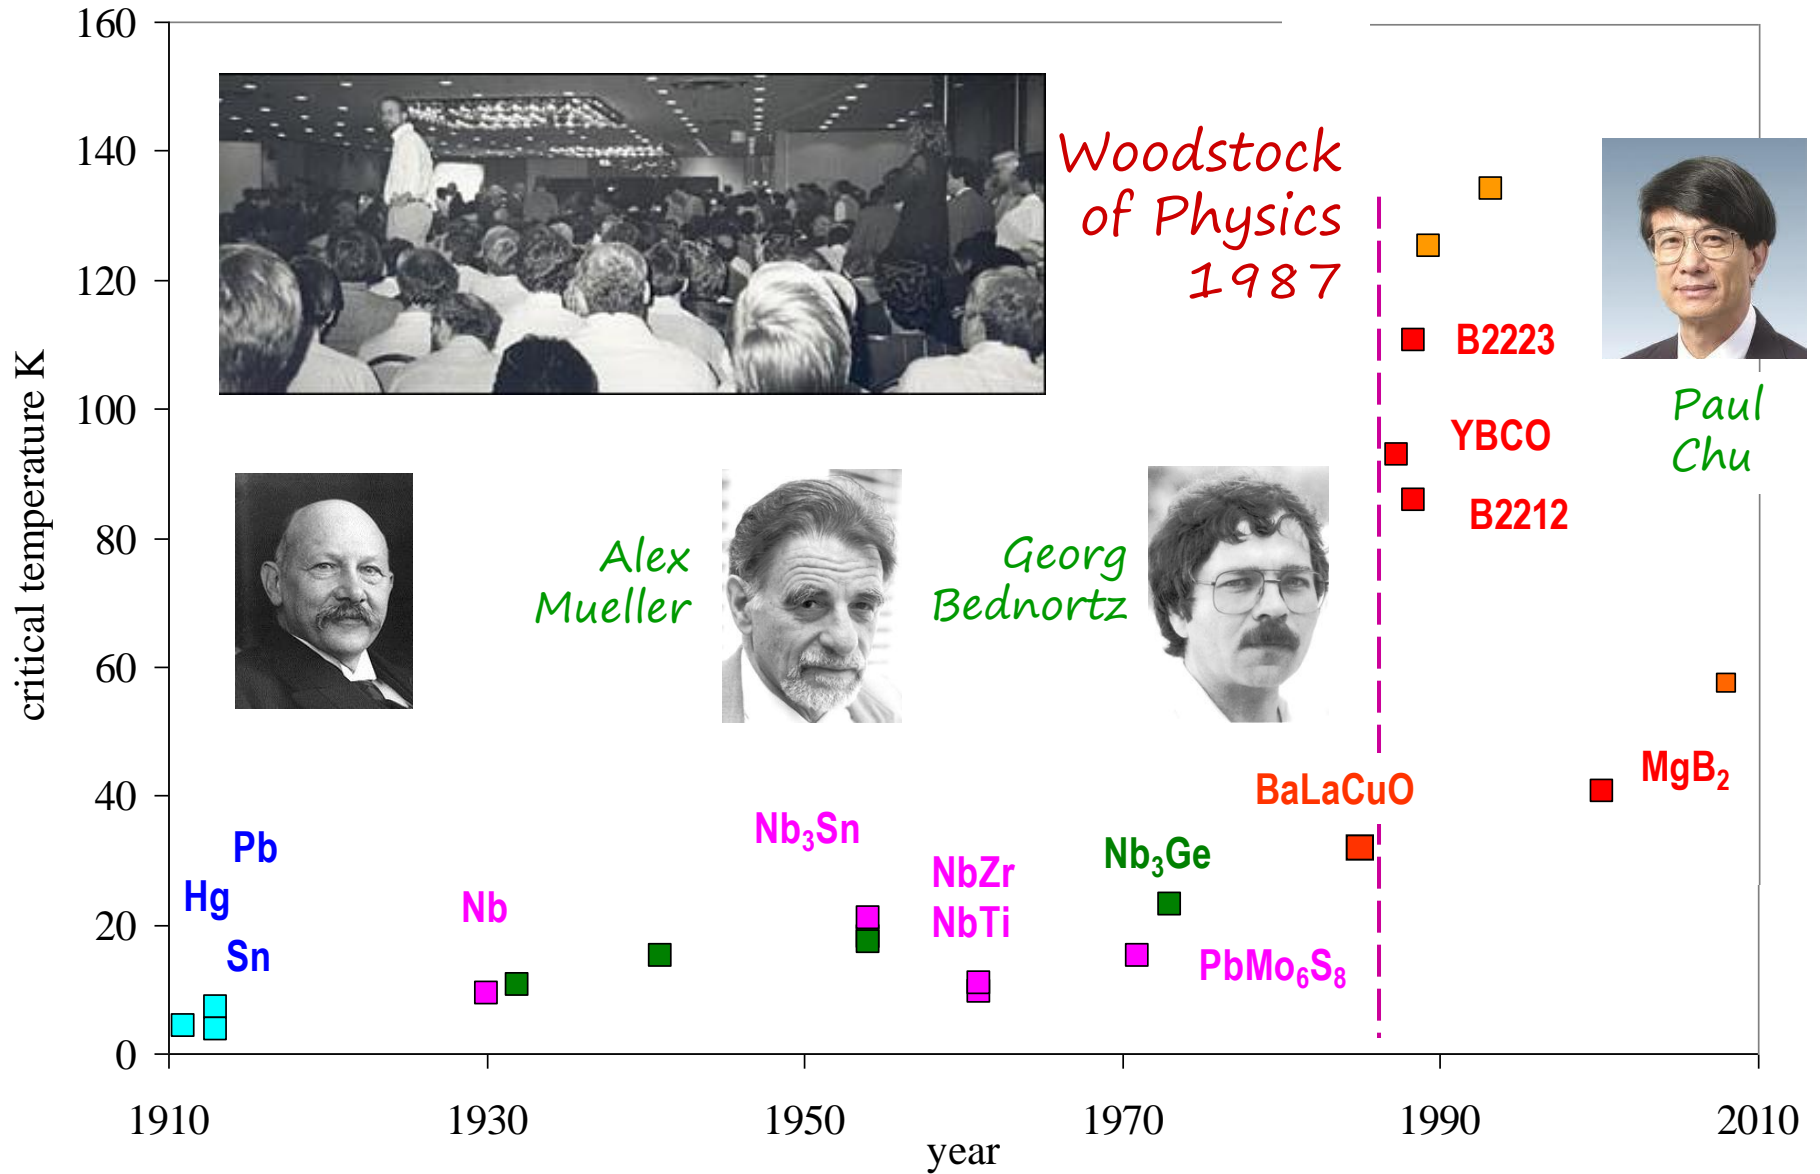 160
140
120
100
80
60
40
20
0
critical temperature K
Woodstock
of Physics
1987
Paul
Chu
B2223
YBCO
B2212
Alex
Mueller
Georg
Bednortz
MgB₂
BaLaCuO
Nb₃Sn
Pb
Hg
Sn
Nb
NbZr
NbTi
Nb₃Ge
PbMo₆S₈
1910
1930
1950
1970
1990
2010
year